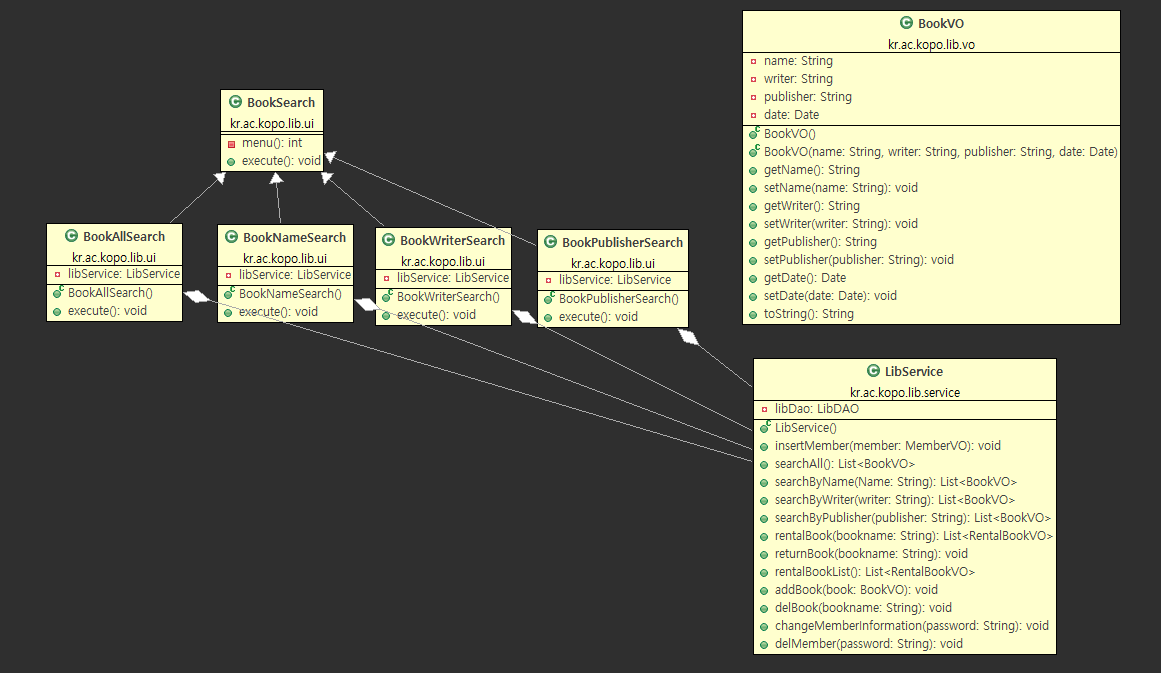 BookVO
kr.ac.kopo.lib.vo
name: String
writer: String
publisher: String
date: Date
BookVO()
BookVO(name: String, writer: String, publisher: String, date: Date)
getName(): String
setName(name: String): void
getWriter(): String
setWriter(writer: String): void
getPublisher(): String
setPublisher(publisher: String): void
getDate(): Date
setDate(date: Date): void
toString(): String
BookSearch
kr.ac.kopo.lib.ui
menu(): int
execute(): void
BookAllSearch
kr.ac.kopo.lib.ui
libService: LibService
BookAllSearch()
execute(): void
BookNameSearch
kr.ac.kopo.lib.ui
libService: LibService
BookNameSearch()
execute(): void
BookWriterSearch
kr.ac.kopo.lib.ui
libService: LibService
BookWriterSearch()
execute(): void
BookPublisherSearch
kr.ac.kopo.lib.ui
libService: LibService
BookPublisherSearch()
execute(): void
LibService
kr.ac.kopo.lib.service
libDao: LibDAO
LibService()
insertMember(member: MemberVO): void
searchAll(): List<BookVO>
searchByName(Name: String): List<BookVO>
searchByWriter(writer: String): List<BookVO>
searchByPublisher(publisher: String): List<BookVO>
rentalBook(bookname: String): List<RentalBookVO>
returnBook(bookname: String): void
rentalBookList(): List<RentalBookVO>
addBook(book: BookVO): void
delBook(bookname: String): void
changeMemberInformation(password: String): void
delMember(password: String): void